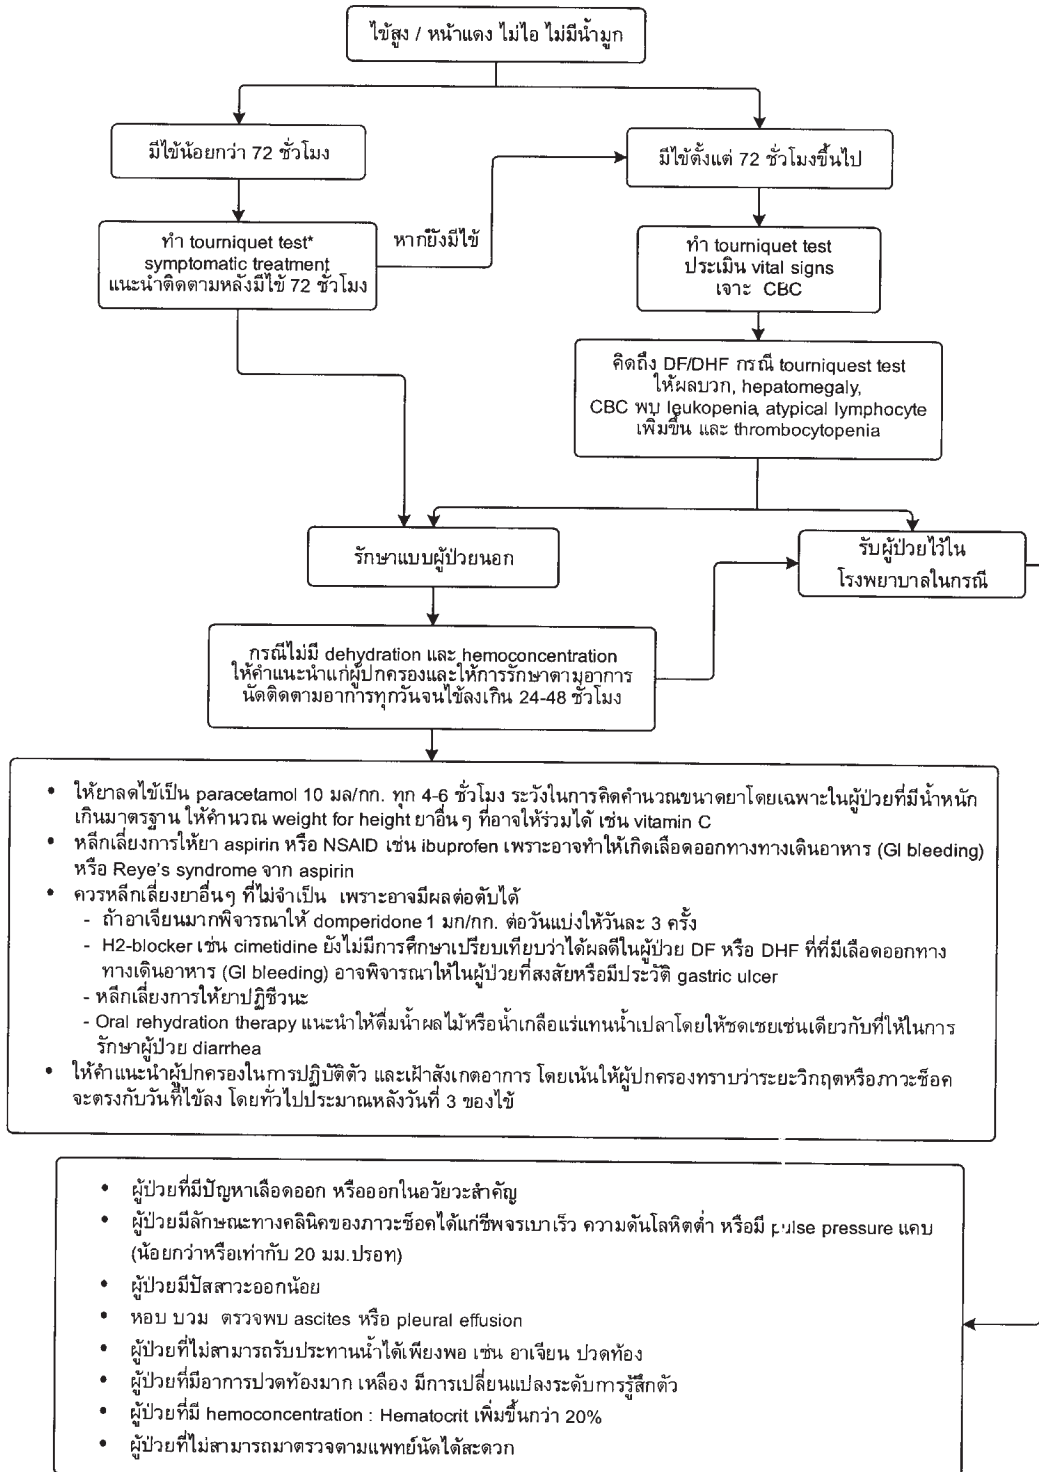 ไข้สูง / หน้าแดง ไม่ไอ ไม่มีน้ำมูก
มีไข้น้อยกว่า 72 ชั่วโมง
มีไข้ตั้งแต่ 72 ชั่วโมงขึ้นไป
ทำ tourniquet test*
symptomatic treatment
แนะนำติดตามหลังมีไข้ 72 ชั่วโมง
หากยังมีไข้
ทำ tourniquet test
ประเมิน vital signs
เจาะ CBC
คิดถึง DF/DHF กรณี tourniquest test
ให้ผลบวก, hepatomegaly,
CBC พบ leukopenia, atypical lymphocyte
เพิ่มขึ้น และ thrombocytopenia
รักษาแบบผู้ป่วยนอก
รับผู้ป่วยไว้ใน
โรงพยาบาลในกรณี
กรณีไม่มี dehydration และ hemoconcentration
ให้คำแนะนำแก่ผู้ปกครองและให้การรักษาตามอาการ
นัดติดตามอาการทุกวันจนไข้ลงเกิน 24-48 ชั่วโมง
• ให้ยาลดไข้เป็น paracetamol 10 มล/กก. ทุก 4-6 ชั่วโมง ระวังในการคิดคำนวณขนาดยาโดยเฉพาะในผู้ป่วยที่มีน้ำหนัก
เกินมาตรฐาน ให้คำนวณ weight for height ยาอื่นๆ ที่อาจให้ร่วมได้ เช่น vitamin C
• หลีกเลี่ยงการให้ยา aspirin หรือ NSAID เช่น ibuprofen เพราะอาจทำให้เกิดเลือดออกทางทางเดินอาหาร (GI bleeding)
หรือ Reye's syndrome จาก aspirin
• ควรหลีกเลี่ยงยาอื่นๆ ที่ไม่จำเป็น เพราะอาจมีผลต่อตับได้
- ถ้าอาเจียนมากพิจารณาให้ domperidone 1 มก/กก. ต่อวันแบ่งให้วันละ 3 ครั้ง
- H2-blocker เช่น cimetidine ยังไม่มีการศึกษาเปรียบเทียบว่าได้ผลดีในผู้ป่วย DF หรือ DHF ที่ที่มีเลือดออกทาง
ทางเดินอาหาร (GI bleeding) อาจพิจารณาให้ในผู้ป่วยที่สงสัยหรือมีประวัติ gastric ulcer
- หลีกเลี่ยงการให้ยาปฏิชีวนะ
- Oral rehydration therapy แนะนำให้ดื่มน้ำผลไม้หรือน้ำเกลือแร่แทนน้ำเปล่าโดยให้ชดเชยเช่นเดียวกับที่ให้ในการ
รักษาผู้ป่วย diarrhea
• ให้คำแนะนำผู้ปกครองในการปฏิบัติตัว และเฝ้าสังเกตอาการ โดยเน้นให้ผู้ปกครองทราบว่าระยะวิกฤตหรือภาวะช็อค
จะตรงกับวันที่ไข้ลง โดยทั่วไปประมาณหลังวันที่ 3 ของไข้
• ผู้ป่วยที่มีปัญหาเลือดออก หรือออกในอวัยวะสำคัญ
• ผู้ป่วยมีลักษณะทางคลินิคของภาวะช็อคได้แก่ชีพจรเบาเร็ว ความดันโลหิตต่ำ หรือมี pulse pressure แคบ
(น้อยกว่าหรือเท่ากับ 20 มม.ปรอท)
• ผู้ป่วยมีปัสสาวะออกน้อย
• หอบ บวม ตรวจพบ ascites หรือ pleural effusion
• ผู้ป่วยที่ไม่สามารถรับประทานน้ำได้เพียงพอ เช่น อาเจียน ปวดท้อง
• ผู้ป่วยที่มีอาการปวดท้องมาก เหลือง มีการเปลี่ยนแปลงระดับการรู้สึกตัว
• ผู้ป่วยที่มี hemoconcentration : Hematocrit เพิ่มขึ้นกว่า 20%
• ผู้ป่วยที่ไม่สามารถมาตรวจตามแพทย์นัดได้สะดวก